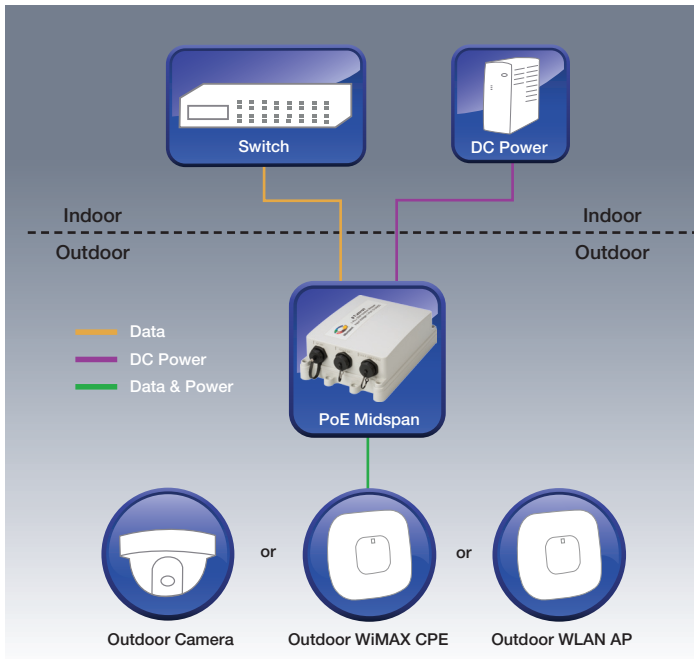 Switch
DC Power
Indoor
Indoor
Outdoor
Outdoor
Data
DC Power
Data & Power
PoE Midspan
or
or
Outdoor Camera
Outdoor WiMAX CPE
Outdoor WLAN AP